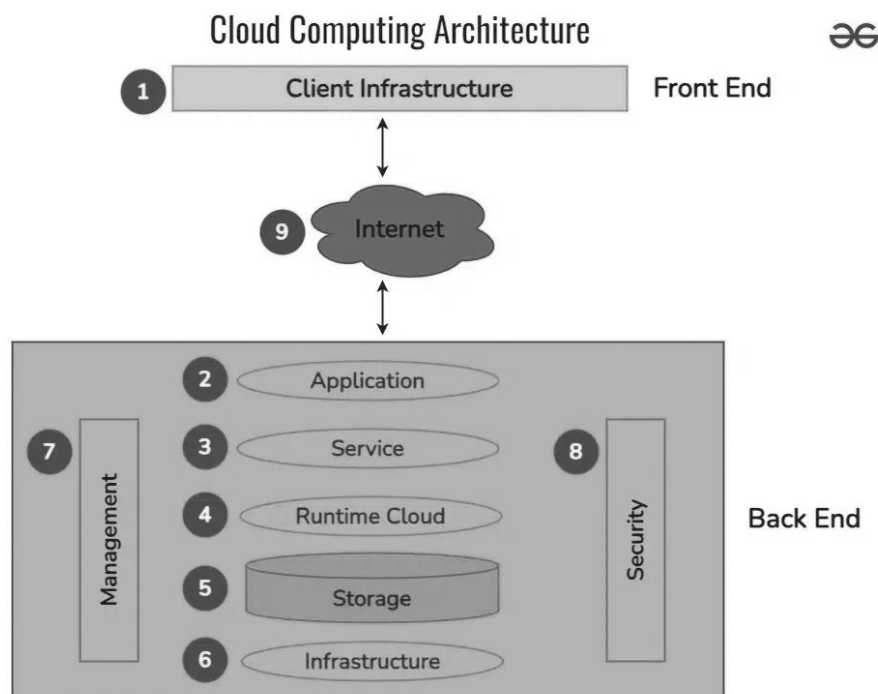 Cloud Computing Architecture
1 Client Infrastructure Front End
9 Internet
2 Application
3 Service
4 Runtime Cloud
5 Storage
6 Infrastructure
7 Management
8 Security
Back End